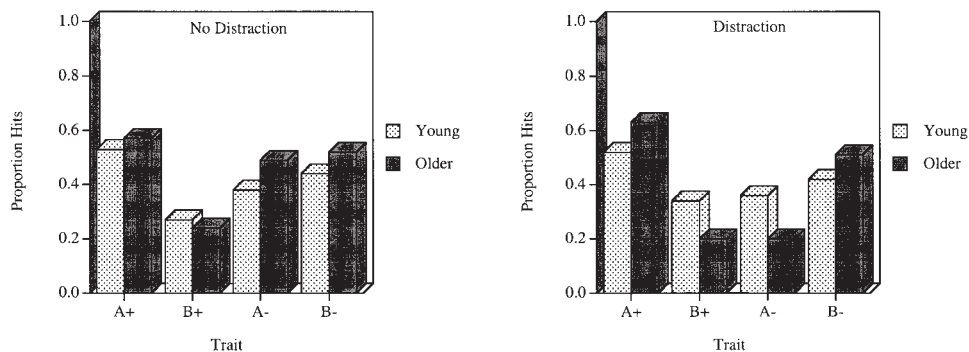 No Distraction
1.0
0.8
0.6
0.4
0.2
0.0
Proportion Hits
A+ B+ A- B-
Trait
Young
Older
Distraction
1.0
0.8
0.6
0.4
0.2
0.0
Proportion Hits
A+ B+ A- B-
Trait
Young
Older